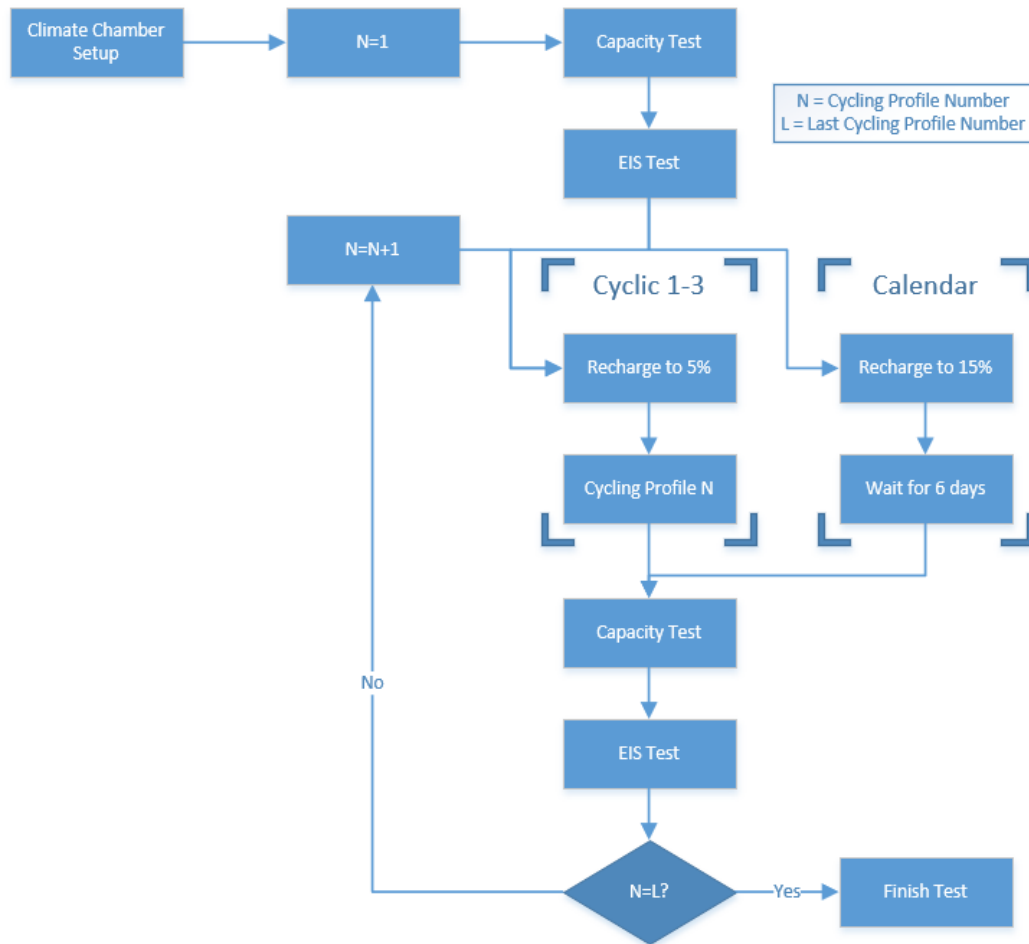 Climate Chamber
Setup
N=1
Capacity Test
N = Cycling Profile Number
L = Last Cycling Profile Number
EIS Test
N=N+1
Cyclic 1-3
Calendar
Recharge to 5%
Recharge to 15%
Cycling Profile N
Wait for 6 days
Capacity Test
No
EIS Test
N=L?
Yes
Finish Test